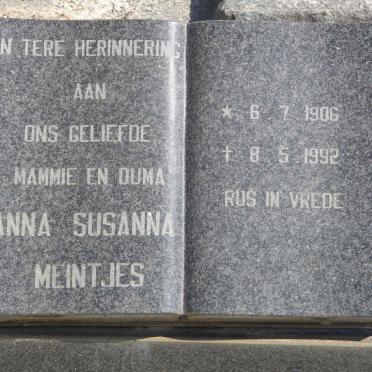 N TERE HERINNERING
AAN
ONS GELIEFDE
MAMMIE EN OUMA
ANNA SUSANNA
MEINTJES
★ 6 7 1906
† 8 5 1992
RUS IN VREDE